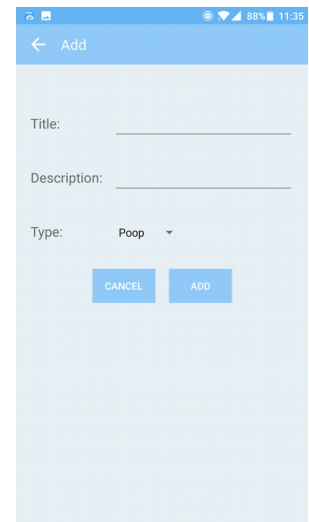 88% 11:35
Add
Title:
Description:
Type: Poop
CANCEL ADD